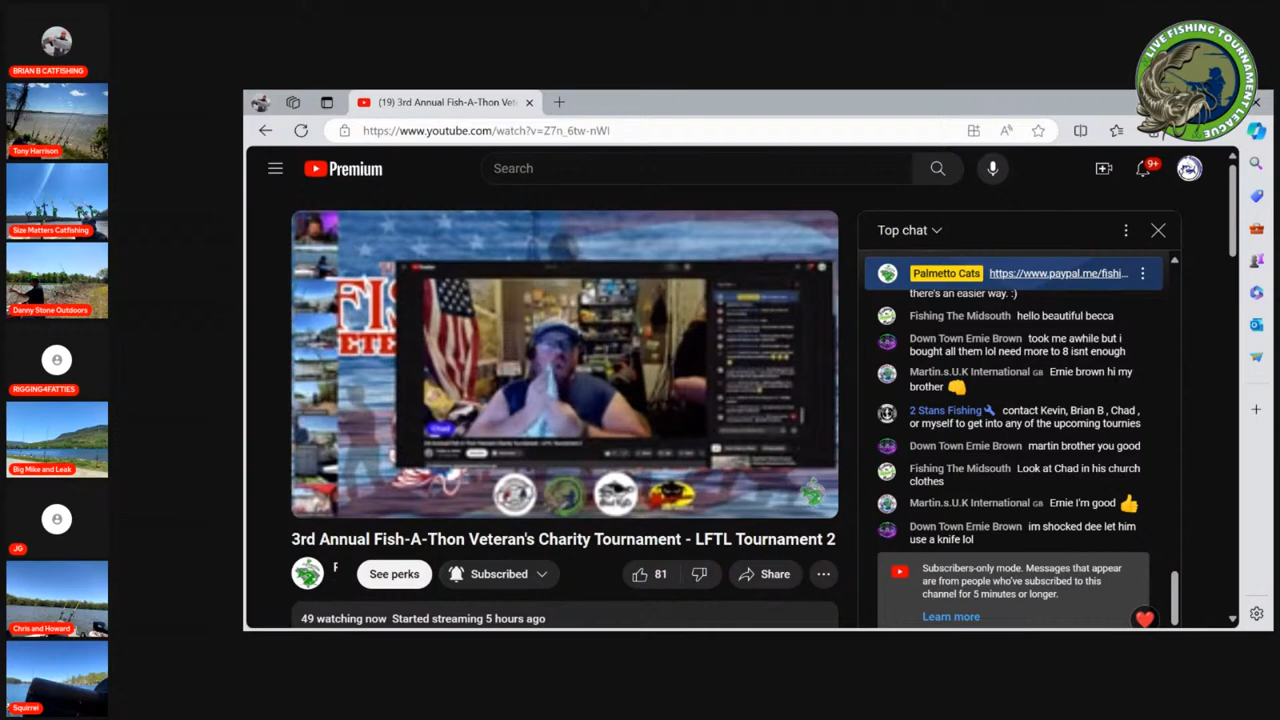 BRIAN B CATFISHING
Tony Harrison
Size Matters Catfishing
Danny Stone Outdoors
RIGGING4FATTIES
Big Mike and Leak
JG
Chris and Howard
Squirrel
LIVE FISHING TOURNAMENT LEAGUE
(19) 3rd Annual Fish-A-Thon Vet
https://www.youtube.com/watch?v=Z7n_6tw-nWI
Premium
Search
9+
Chad
3rd Annual Fish-A-Thon Veteran's Charity Tournament - LFTL Tournament 2
F
See perks
Subscribed
81
Share
49 watching now Started streaming 5 hours ago
Top chat
Palmetto Cats https://www.paypal.me/fishi...
there's an easier way. :)
Fishing The Midsouth hello beautiful becca
Down Town Ernie Brown took me awhile but i
bought all them lol need more to 8 isnt enough
Martin.s.U.K International GB Ernie brown hi my
brother
2 Stans Fishing contact Kevin, Brian B , Chad ,
or myself to get into any of the upcoming tournies
Down Town Ernie Brown martin brother you good
Fishing The Midsouth Look at Chad in his church
clothes
Martin.s.U.K International GB Ernie I'm good
Down Town Ernie Brown im shocked dee let him
use a knife lol
Subscribers-only mode. Messages that appear
are from people who've subscribed to this
channel for 5 minutes or longer.
Learn more